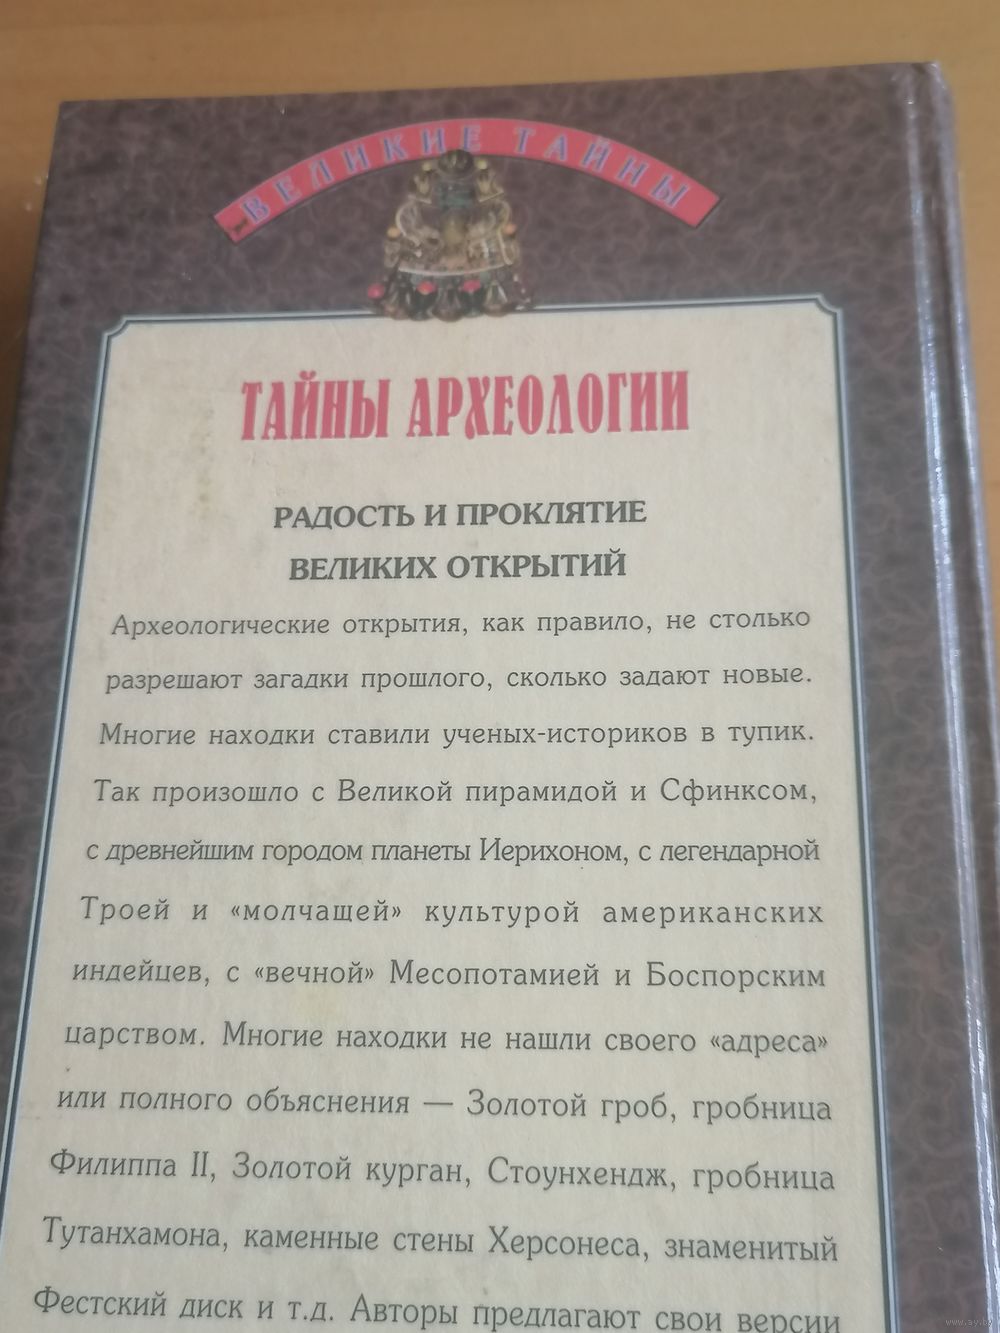 ВЕЛИКИЕ ТАЙНЫ
ТАЙНЫ АРХЕОЛОГИИ
РАДОСТЬ И ПРОКЛЯТИЕ
ВЕЛИКИХ ОТКРЫТИЙ
Археологические открытия, как правило, не столько
разрешают загадки прошлого, сколько задают новые.
Многие находки ставили ученых-историков в тупик.
Так произошло с Великой пирамидой и Сфинксом,
с древнейшим городом планеты Иерихоном, с легендарной
Троей и «молчащей» культурой американских
индейцев, с «вечной» Месопотамией и Боспорским
царством. Многие находки не нашли своего «адреса»
или полного объяснения — Золотой гроб, гробница
Филиппа II, Золотой курган, Стоунхендж, гробница
Тутанхамона, каменные стены Херсонеса, знаменитый
Фестский диск и т.д. Авторы предлагают свои версии
www.ay.by